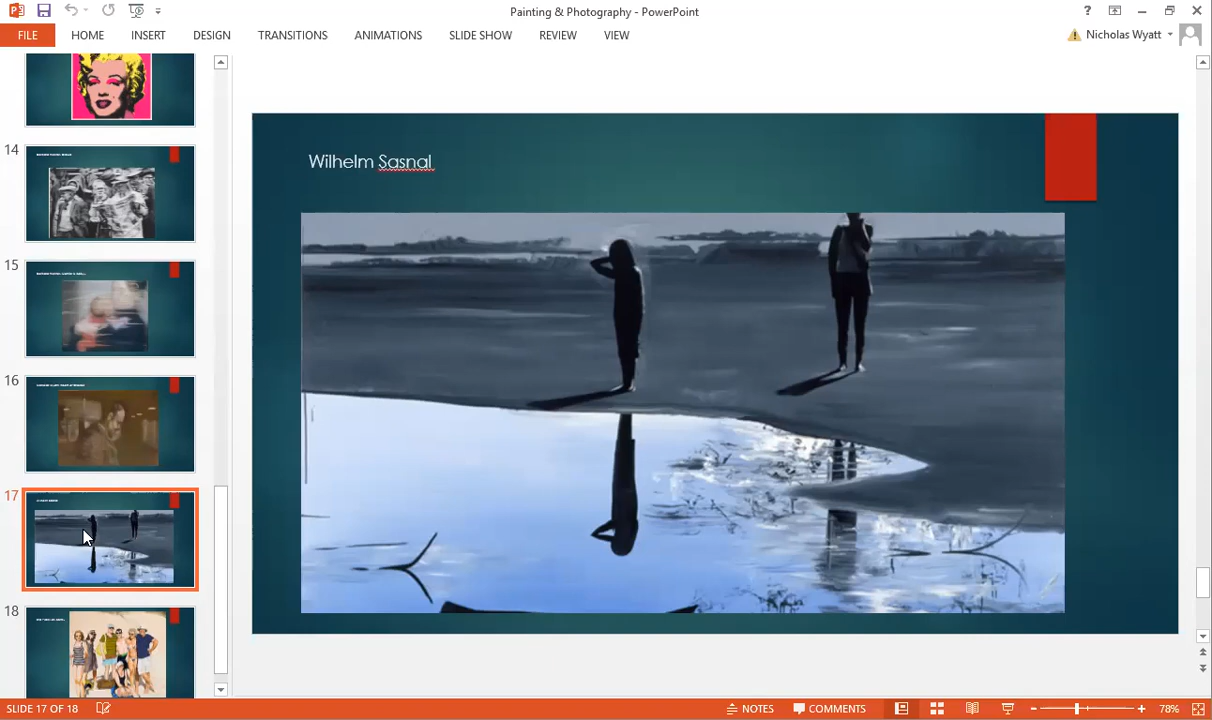 Painting & Photography - PowerPoint
?
FILE HOME INSERT DESIGN TRANSITIONS ANIMATIONS SLIDE SHOW REVIEW VIEW
Nicholas Wyatt
14
15
16
17
18
Wilhelm Sasnal
SLIDE 17 OF 18
NOTES COMMENTS
78%